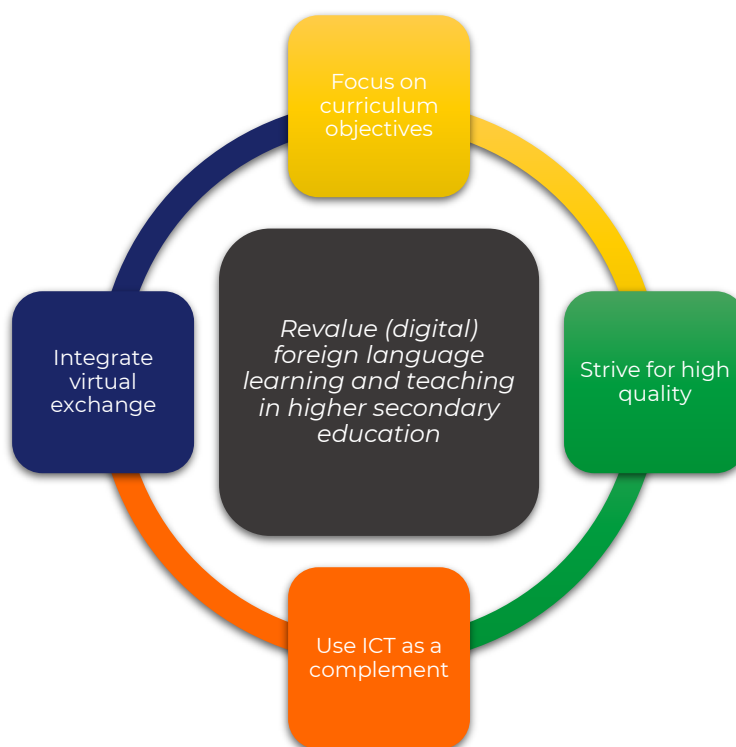 Focus on
curriculum
objectives
Revalue (digital)
foreign language
learning and teaching
in higher secondary
education
Integrate
virtual
exchange
Strive for high
quality
Use ICT as a
complement